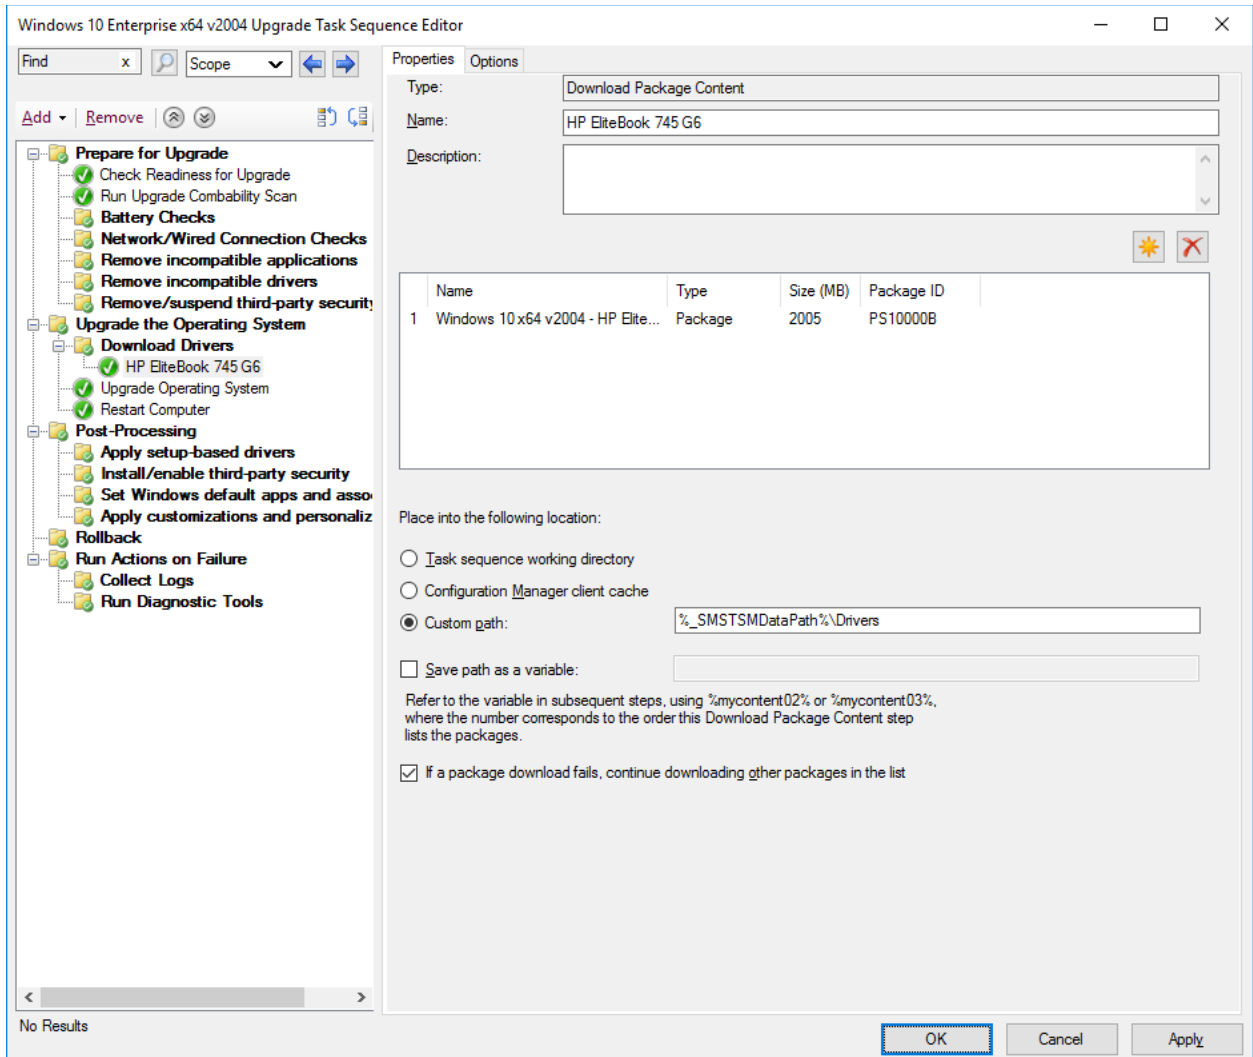 Windows 10 Enterprise x64 v2004 Upgrade Task Sequence Editor
Find x Scope
Add Remove
Prepare for Upgrade
Check Readiness for Upgrade
Run Upgrade Combability Scan
Battery Checks
Network/Wired Connection Checks
Remove incompatible applications
Remove incompatible drivers
Remove/suspend third-party security
Upgrade the Operating System
Download Drivers
HP EliteBook 745 G6
Upgrade Operating System
Restart Computer
Post-Processing
Apply setup-based drivers
Install/enable third-party security
Set Windows default apps and asso
Apply customizations and personaliz
Rollback
Run Actions on Failure
Collect Logs
Run Diagnostic Tools
No Results
Properties Options
Type: Download Package Content
Name: HP EliteBook 745 G6
Description:
Name Type Size (MB) Package ID
1 Windows 10 x64 v2004 - HP Elite... Package 2005 PS10000B
Place into the following location:
Task sequence working directory
Configuration Manager client cache
Custom path: %_SMSTSMDataPath%\Drivers
Save path as a variable:
Refer to the variable in subsequent steps, using %mycontent02% or %mycontent03%,
where the number corresponds to the order this Download Package Content step
lists the packages.
If a package download fails, continue downloading other packages in the list
OK Cancel Apply